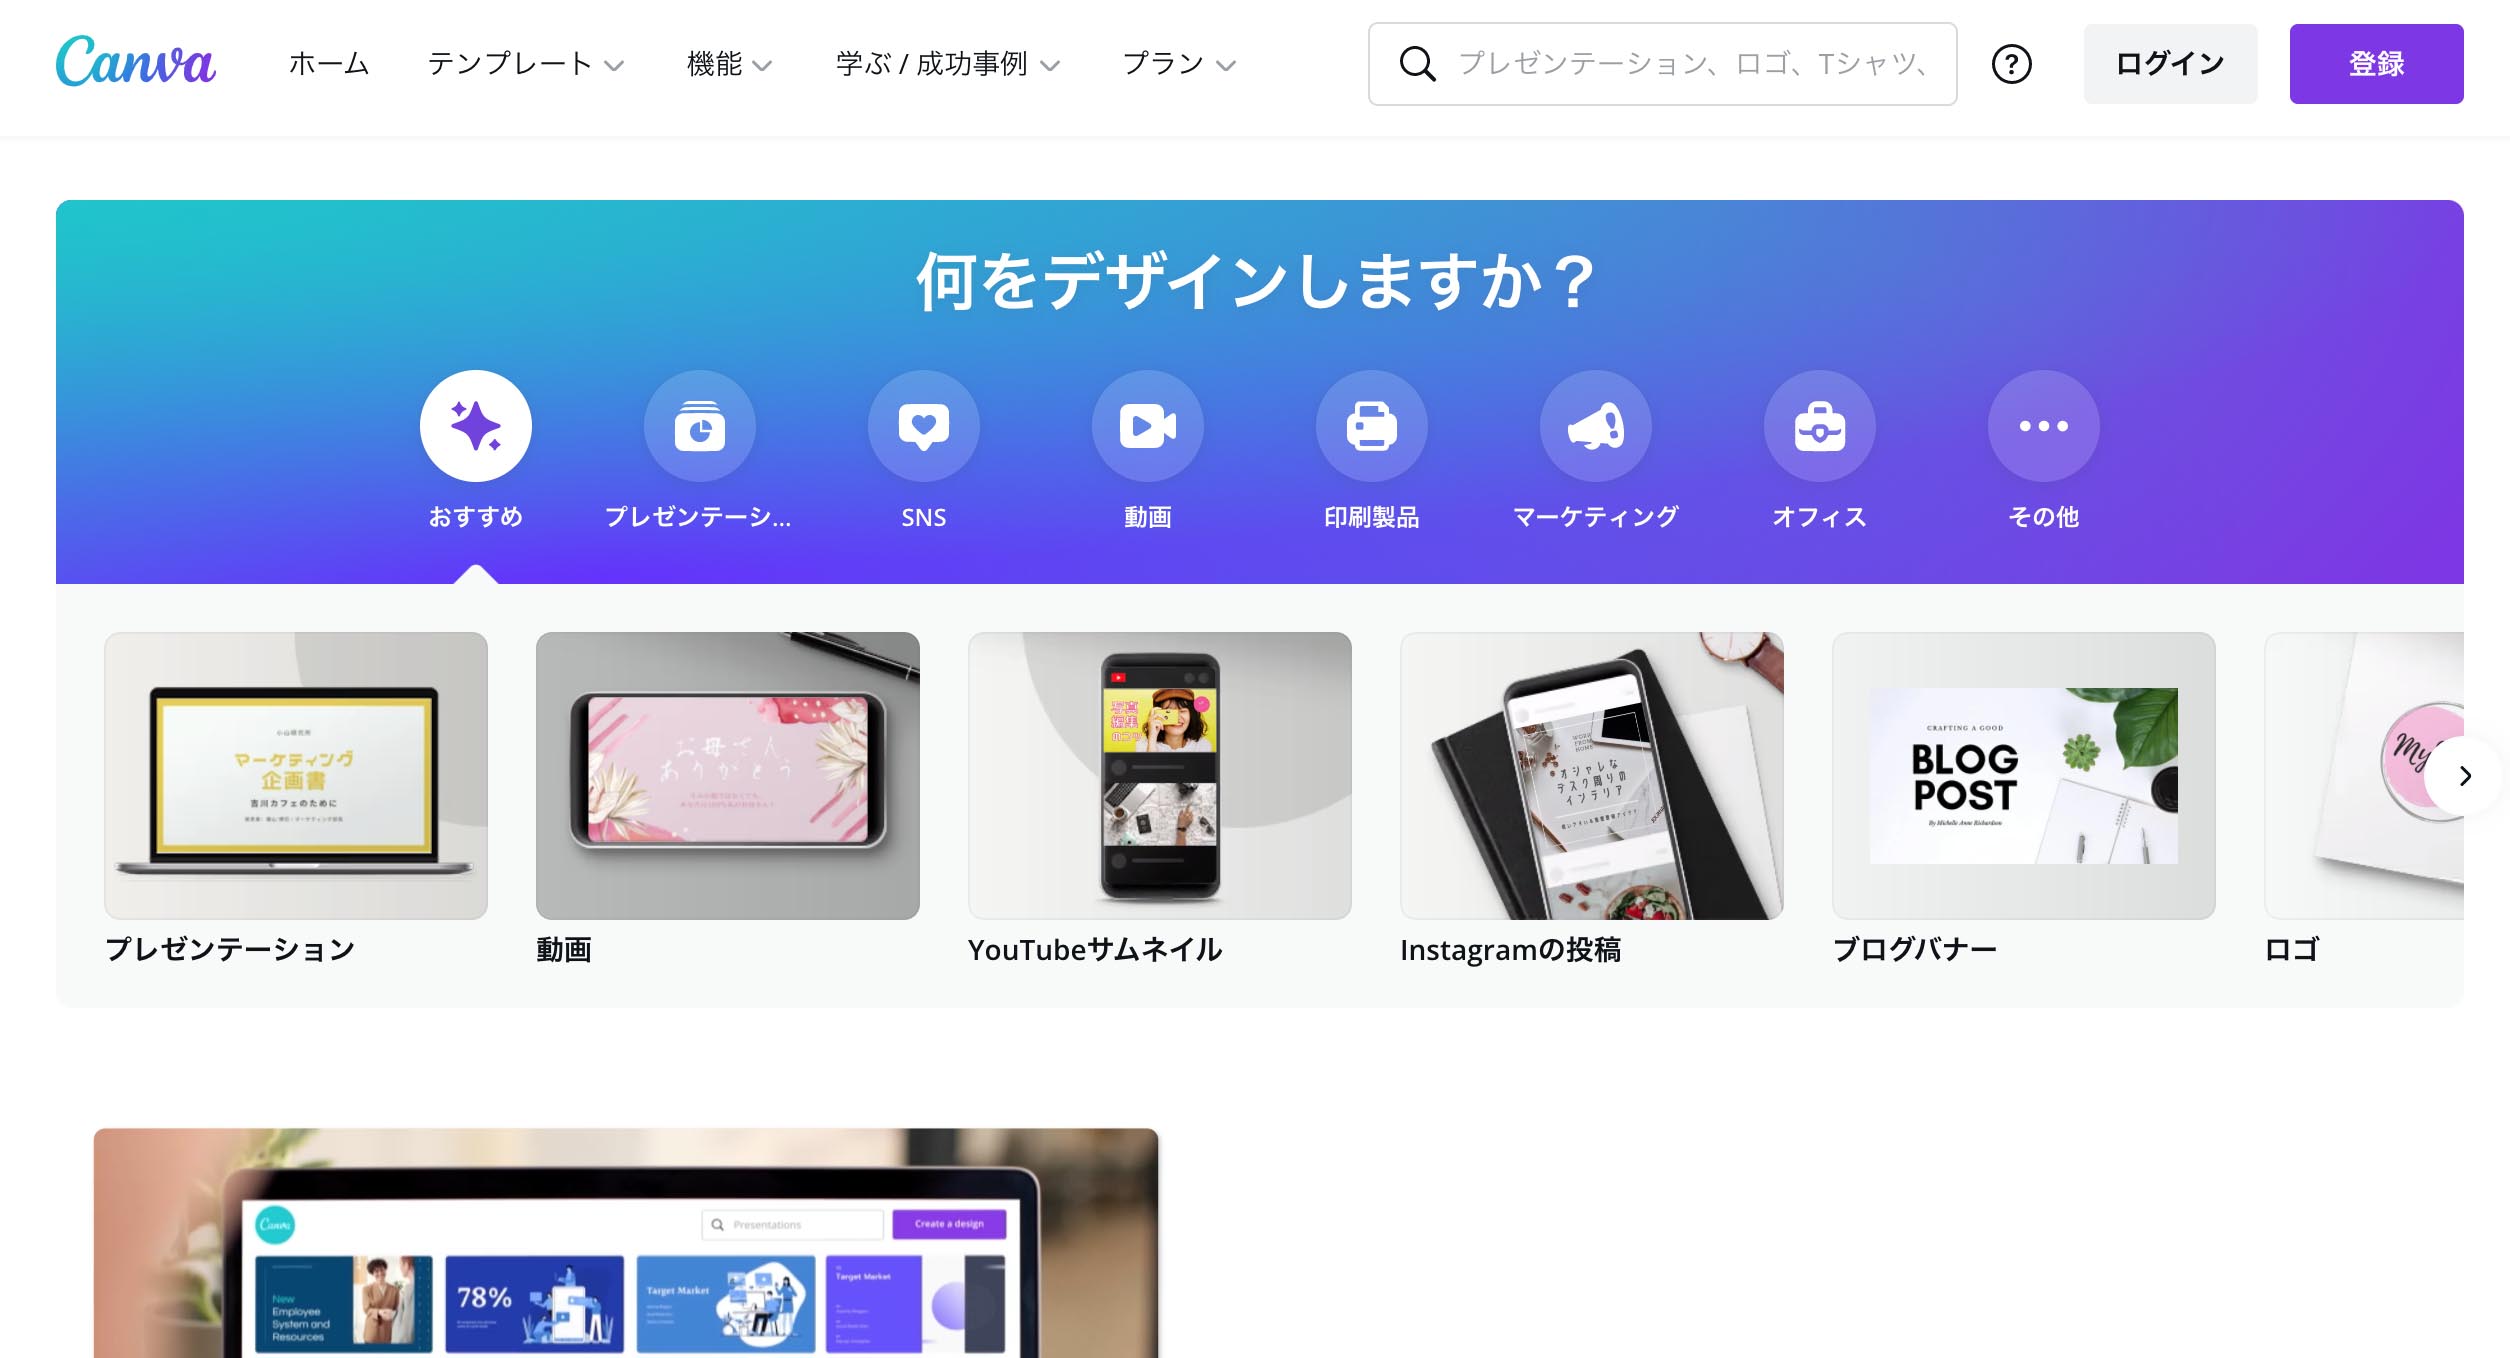 Canva
ホーム
テンプレート
機能
学ぶ / 成功事例
プラン
プレゼンテーション、ロゴ、Tシャツ、
?
ログイン
登録
何をデザインしますか？
おすすめ
プレゼンテーシ...
SNS
動画
印刷製品
マーケティング
オフィス
その他
マーケティング
企画書
吉川カフェのために
お母さん
ありがとう
写真
編集
のコツ
WORK
FROM
HOME
オシャレな
デスク周りの
インテリア
CRAFTING A GOOD
BLOG
POST
By Michelle Anne Richardson
My
プレゼンテーション
動画
YouTubeサムネイル
Instagramの投稿
ブログバナー
ロゴ
Canva
Presentations
Create a design
New
Employee
System and
Resources
78%
Target Market
Target Market